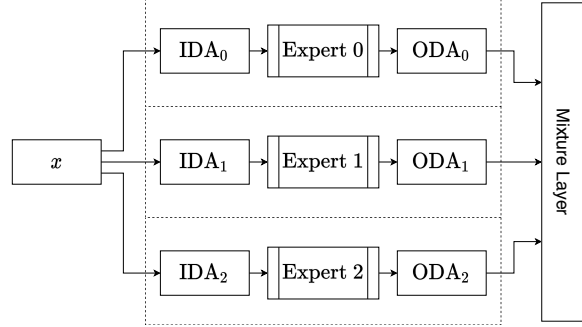 IDA₀ Expert 0 ODA₀
x IDA₁ Expert 1 ODA₁
IDA₂ Expert 2 ODA₂
Mixture Layer